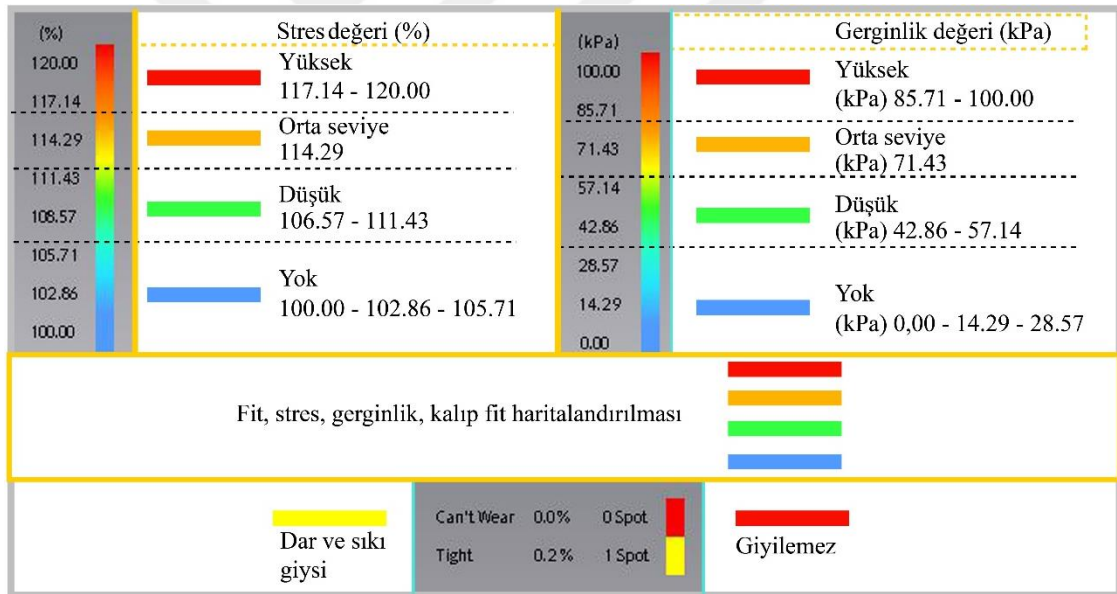 (%)
120.00
117.14
114.29
111.43
108.57
105.71
102.86
100.00
Stres değeri (%)
Yüksek
117.14 - 120.00
Orta seviye
114.29
Düşük
106.57 - 111.43
Yok
100.00 - 102.86 - 105.71
(kPa)
100.00
85.71
71.43
57.14
42.86
28.57
14.29
0.00
Gerginlik değeri (kPa)
Yüksek
(kPa) 85.71 - 100.00
Orta seviye
(kPa) 71.43
Düşük
(kPa) 42.86 - 57.14
Yok
(kPa) 0,00 - 14.29 - 28.57
Fit, stres, gerginlik, kalıp fit haritalandırılması
Dar ve sıkı
giysi
Can't Wear 0.0% 0 Spot
Tight 0.2% 1 Spot
Giyilemez